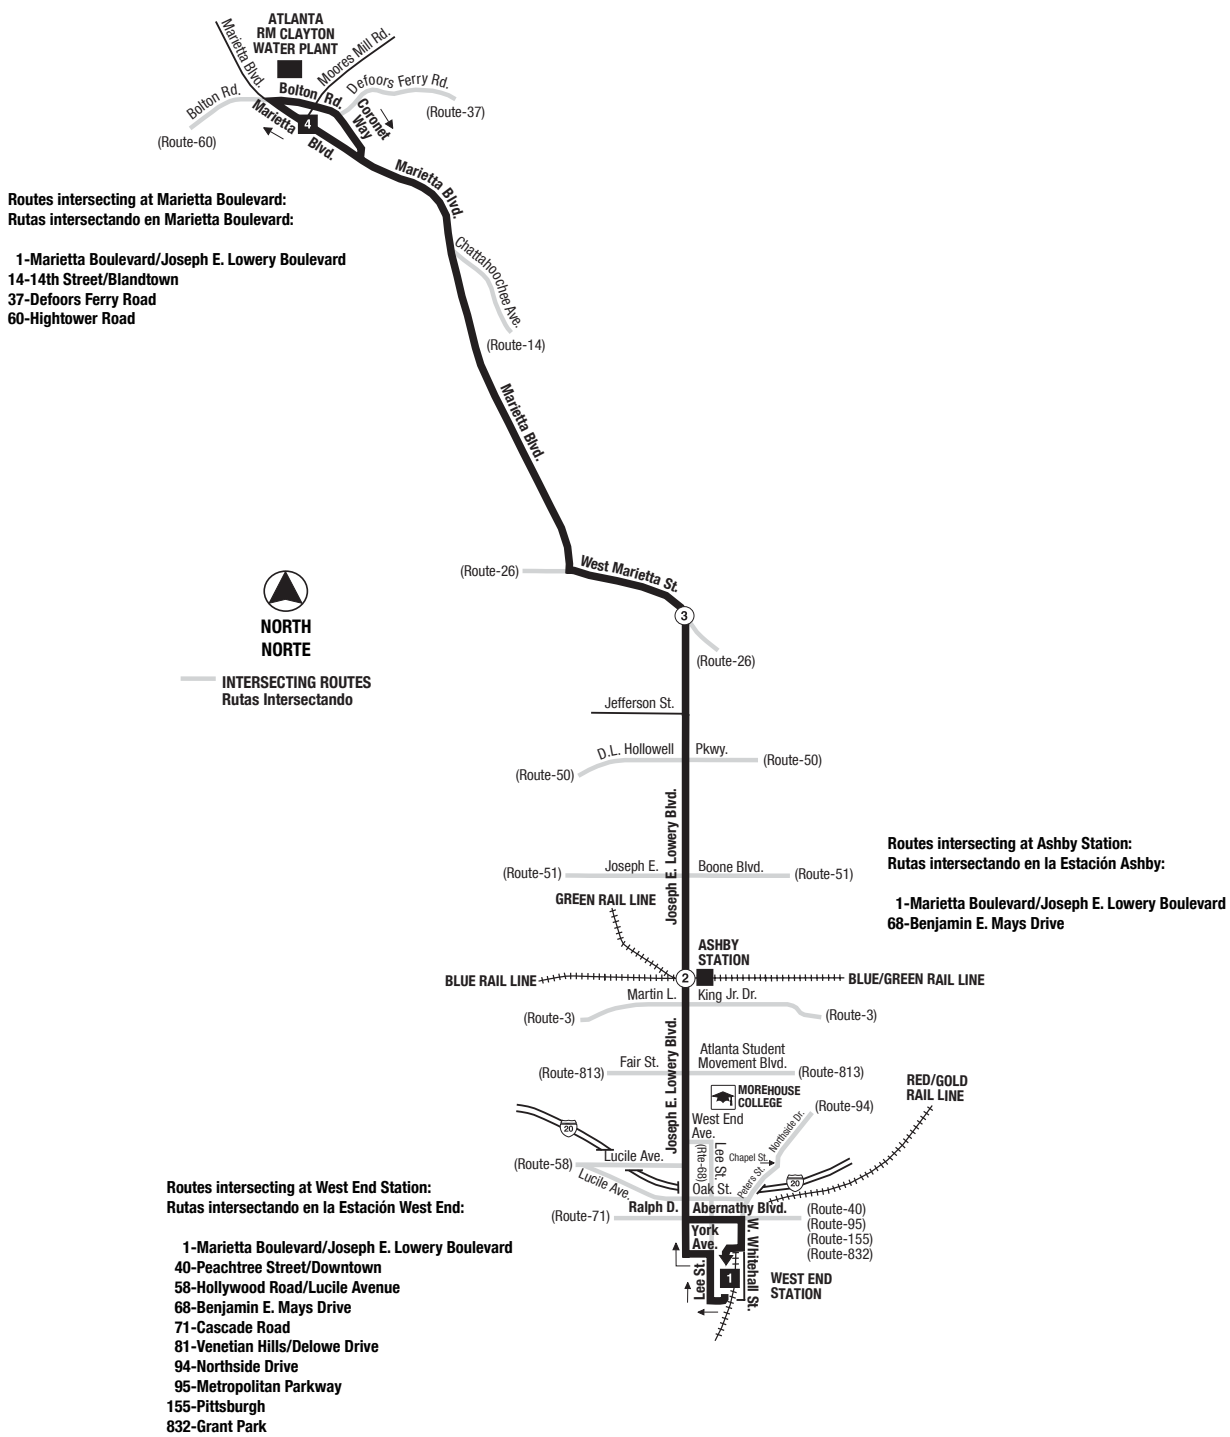 ATLANTA
RM CLAYTON
WATER PLANT
Marietta Blvd.
Moores Mill Rd.
Bolton Rd.
Bolton Rd.
Defoors Ferry Rd.
(Route-37)
Coronet
Way
Marietta
Blvd.
4
(Route-60)
Marietta Blvd.
Routes intersecting at Marietta Boulevard:
Rutas intersectando en Marietta Boulevard:
1-Marietta Boulevard/Joseph E. Lowery Boulevard
14-14th Street/Blandtown
37-Defoors Ferry Road
60-Hightower Road
Chattahoochee Ave.
(Route-14)
Marietta Blvd.
(Route-26)
West Marietta St.
3
(Route-26)
NORTH
NORTE
INTERSECTING ROUTES
Rutas Intersectando
Jefferson St.
D.L. Hollowell
Pkwy.
(Route-50)
(Route-50)
Joseph E. Lowery Blvd.
Routes intersecting at Ashby Station:
Rutas intersectando en la Estación Ashby:
1-Marietta Boulevard/Joseph E. Lowery Boulevard
68-Benjamin E. Mays Drive
(Route-51)
Joseph E.
Boone Blvd.
(Route-51)
GREEN RAIL LINE
ASHBY
STATION
BLUE RAIL LINE
2
BLUE/GREEN RAIL LINE
Martin L.
King Jr. Dr.
(Route-3)
(Route-3)
Joseph E. Lowery Blvd.
Fair St.
Atlanta Student
Movement Blvd.
(Route-813)
(Route-813)
RED/GOLD
RAIL LINE
MOREHOUSE
COLLEGE
(Route-94)
20
West End
Ave.
Northside Dr.
Lee St.
(Rte-68)
Chapel St.
Peters St.
20
(Route-58)
Lucile Ave.
Lucile Ave.
Oak St.
Ralph D.
Abernathy Blvd.
(Route-71)
(Route-40)
(Route-95)
(Route-155)
(Route-832)
York
Ave.
W. Whitehall St.
Lee St.
1
WEST END
STATION
Routes intersecting at West End Station:
Rutas intersectando en la Estación West End:
1-Marietta Boulevard/Joseph E. Lowery Boulevard
40-Peachtree Street/Downtown
58-Hollywood Road/Lucile Avenue
68-Benjamin E. Mays Drive
71-Cascade Road
81-Venetian Hills/Delowe Drive
94-Northside Drive
95-Metropolitan Parkway
155-Pittsburgh
832-Grant Park